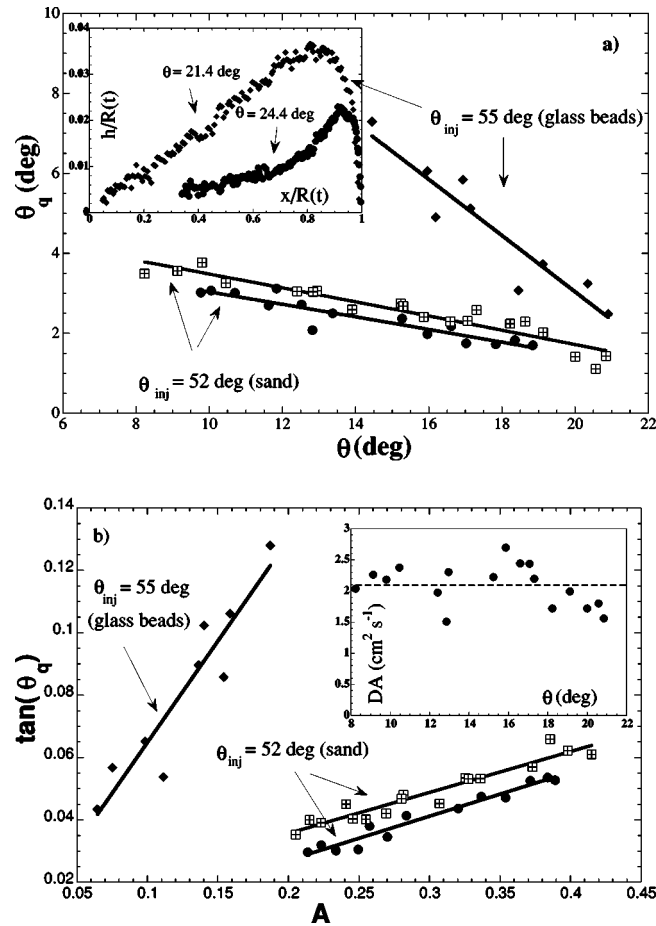 a)
10
8
6
4
2
0
θq (deg)
0.04
0.03
0.02
0.01
0
h/R(t)
θ= 21.4 deg
θ= 24.4 deg
0 0.2 0.4 0.6 0.8 1
x/R(t)
θinj = 55 deg (glass beads)
θinj = 52 deg (sand)
6 8 10 12 14 16 18 20 22
θ(deg)
b)
0.14
0.12
0.10
0.08
0.06
0.04
0.02
tan(θq)
θinj = 55 deg
(glass beads)
3
2.5
2
1.5
1
0.5
0
DA (cm² s⁻¹)
θ(deg)
8 10 12 14 16 18 20 22
θinj = 52 deg (sand)
0.05 0.1 0.15 0.2 0.25 0.3 0.35 0.4 0.45
A